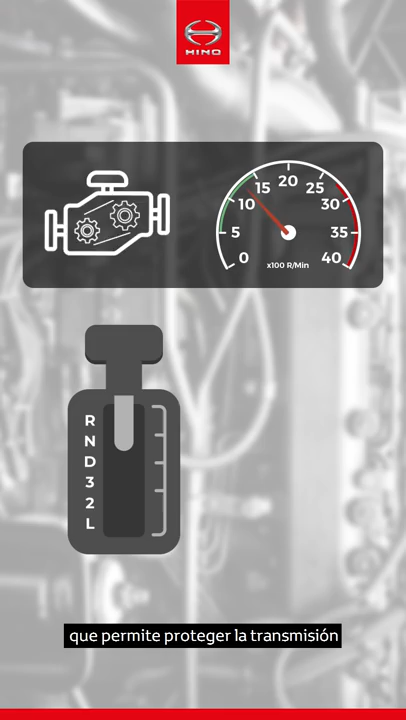 HINO
0
5
10
15
20
25
30
35
40
x100 R/Min
R
N
D
3
2
L
que permite proteger la transmisión